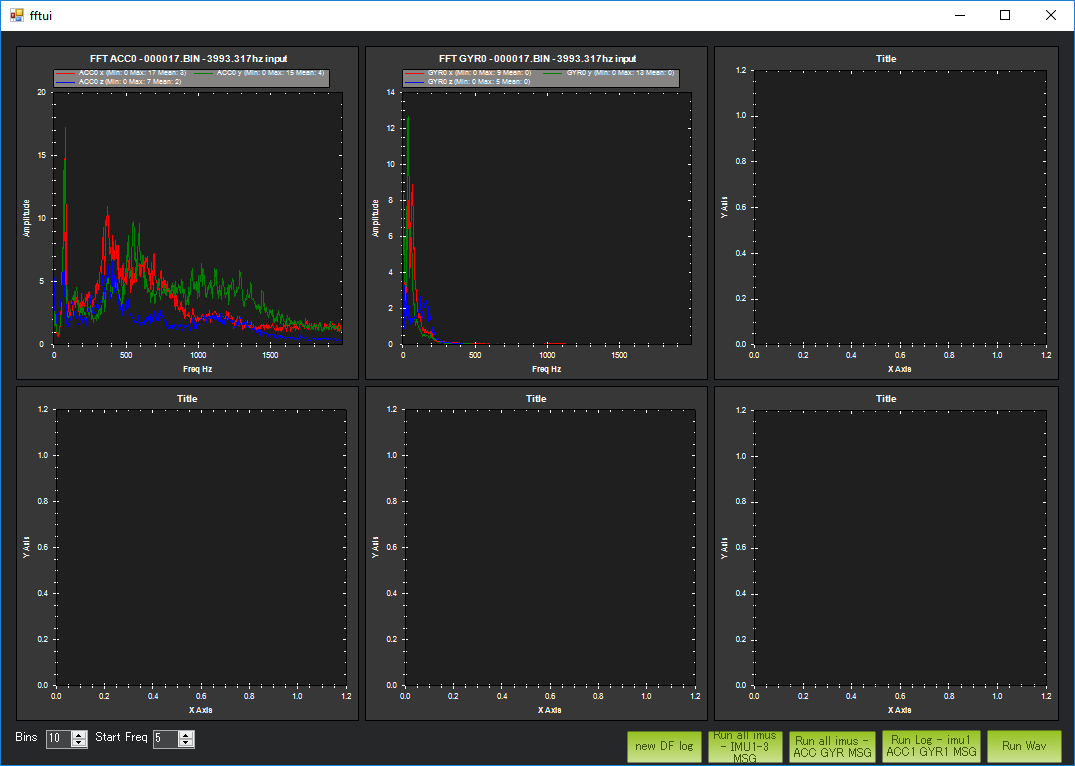 fftui
FFT ACC0 - 000017.BIN - 3993.317hz input
ACC0 x (Min: 0 Max: 17 Mean: 3) ACC0 y (Min: 0 Max: 15 Mean: 4)
ACC0 z (Min: 0 Max: 7 Mean: 2)
20
15
10
5
0
Amplitude
0 500 1000 1500
Freq Hz
FFT GYR0 - 000017.BIN - 3993.317hz input
GYR0 x (Min: 0 Max: 9 Mean: 0) GYR0 y (Min: 0 Max: 13 Mean: 0)
GYR0 z (Min: 0 Max: 5 Mean: 0)
14
12
10
8
6
4
2
0
Amplitude
0 500 1000 1500
Freq Hz
Title
1.2
1.0
0.8
0.6
0.4
0.2
0.0
Y Axis
0.0 0.2 0.4 0.6 0.8 1.0 1.2
X Axis
Title
1.2
1.0
0.8
0.6
0.4
0.2
0.0
Y Axis
0.0 0.2 0.4 0.6 0.8 1.0 1.2
X Axis
Title
1.2
1.0
0.8
0.6
0.4
0.2
0.0
Y Axis
0.0 0.2 0.4 0.6 0.8 1.0 1.2
X Axis
Title
1.2
1.0
0.8
0.6
0.4
0.2
0.0
Y Axis
0.0 0.2 0.4 0.6 0.8 1.0 1.2
X Axis
Bins 10 Start Freq 5
new DF log
Run all imus
- IMU1-3
MSG
Run all imus -
ACC GYR MSG
Run Log - imu1
ACC1 GYR1 MSG
Run Wav